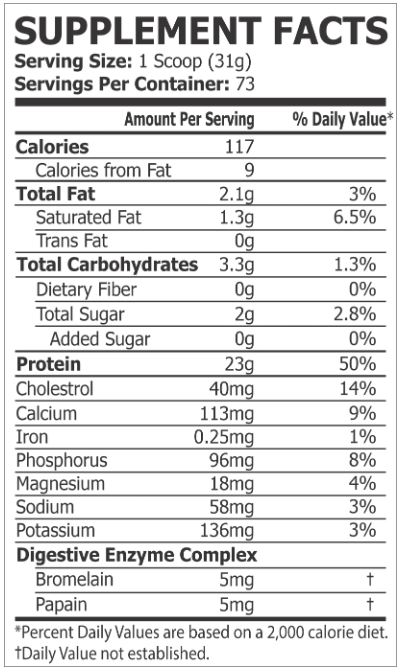 SUPPLEMENT FACTS
Serving Size: 1 Scoop (31g)
Servings Per Container: 73
Amount Per Serving % Daily Value*
Calories 117
Calories from Fat 9
Total Fat 2.1g 3%
Saturated Fat 1.3g 6.5%
Trans Fat 0g
Total Carbohydrates 3.3g 1.3%
Dietary Fiber 0g 0%
Total Sugar 2g 2.8%
Added Sugar 0g 0%
Protein 23g 50%
Cholestrol 40mg 14%
Calcium 113mg 9%
Iron 0.25mg 1%
Phosphorus 96mg 8%
Magnesium 18mg 4%
Sodium 58mg 3%
Potassium 136mg 3%
Digestive Enzyme Complex
Bromelain 5mg †
Papain 5mg †
*Percent Daily Values are based on a 2,000 calorie diet.
†Daily Value not established.